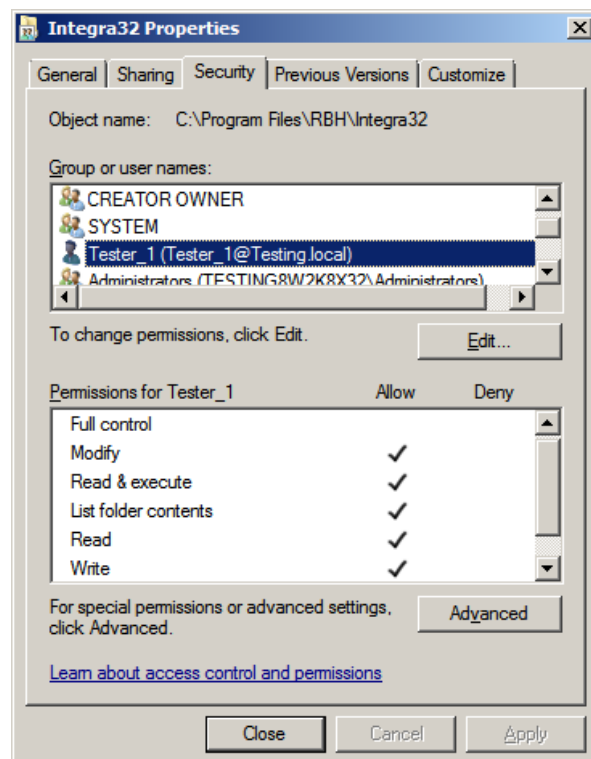 Integra32 Properties
General Sharing Security Previous Versions Customize
Object name: C:\Program Files\RBH\Integra32
Group or user names:
CREATOR OWNER
SYSTEM
Tester_1 (Tester_1@Testing.local)
Administrators (TESTING8W2K8X32\Administrators)
To change permissions, click Edit.
Edit...
Permissions for Tester_1 Allow Deny
Full control
Modify
Read & execute
List folder contents
Read
Write
For special permissions or advanced settings,
click Advanced.
Advanced
Learn about access control and permissions
Close Cancel Apply